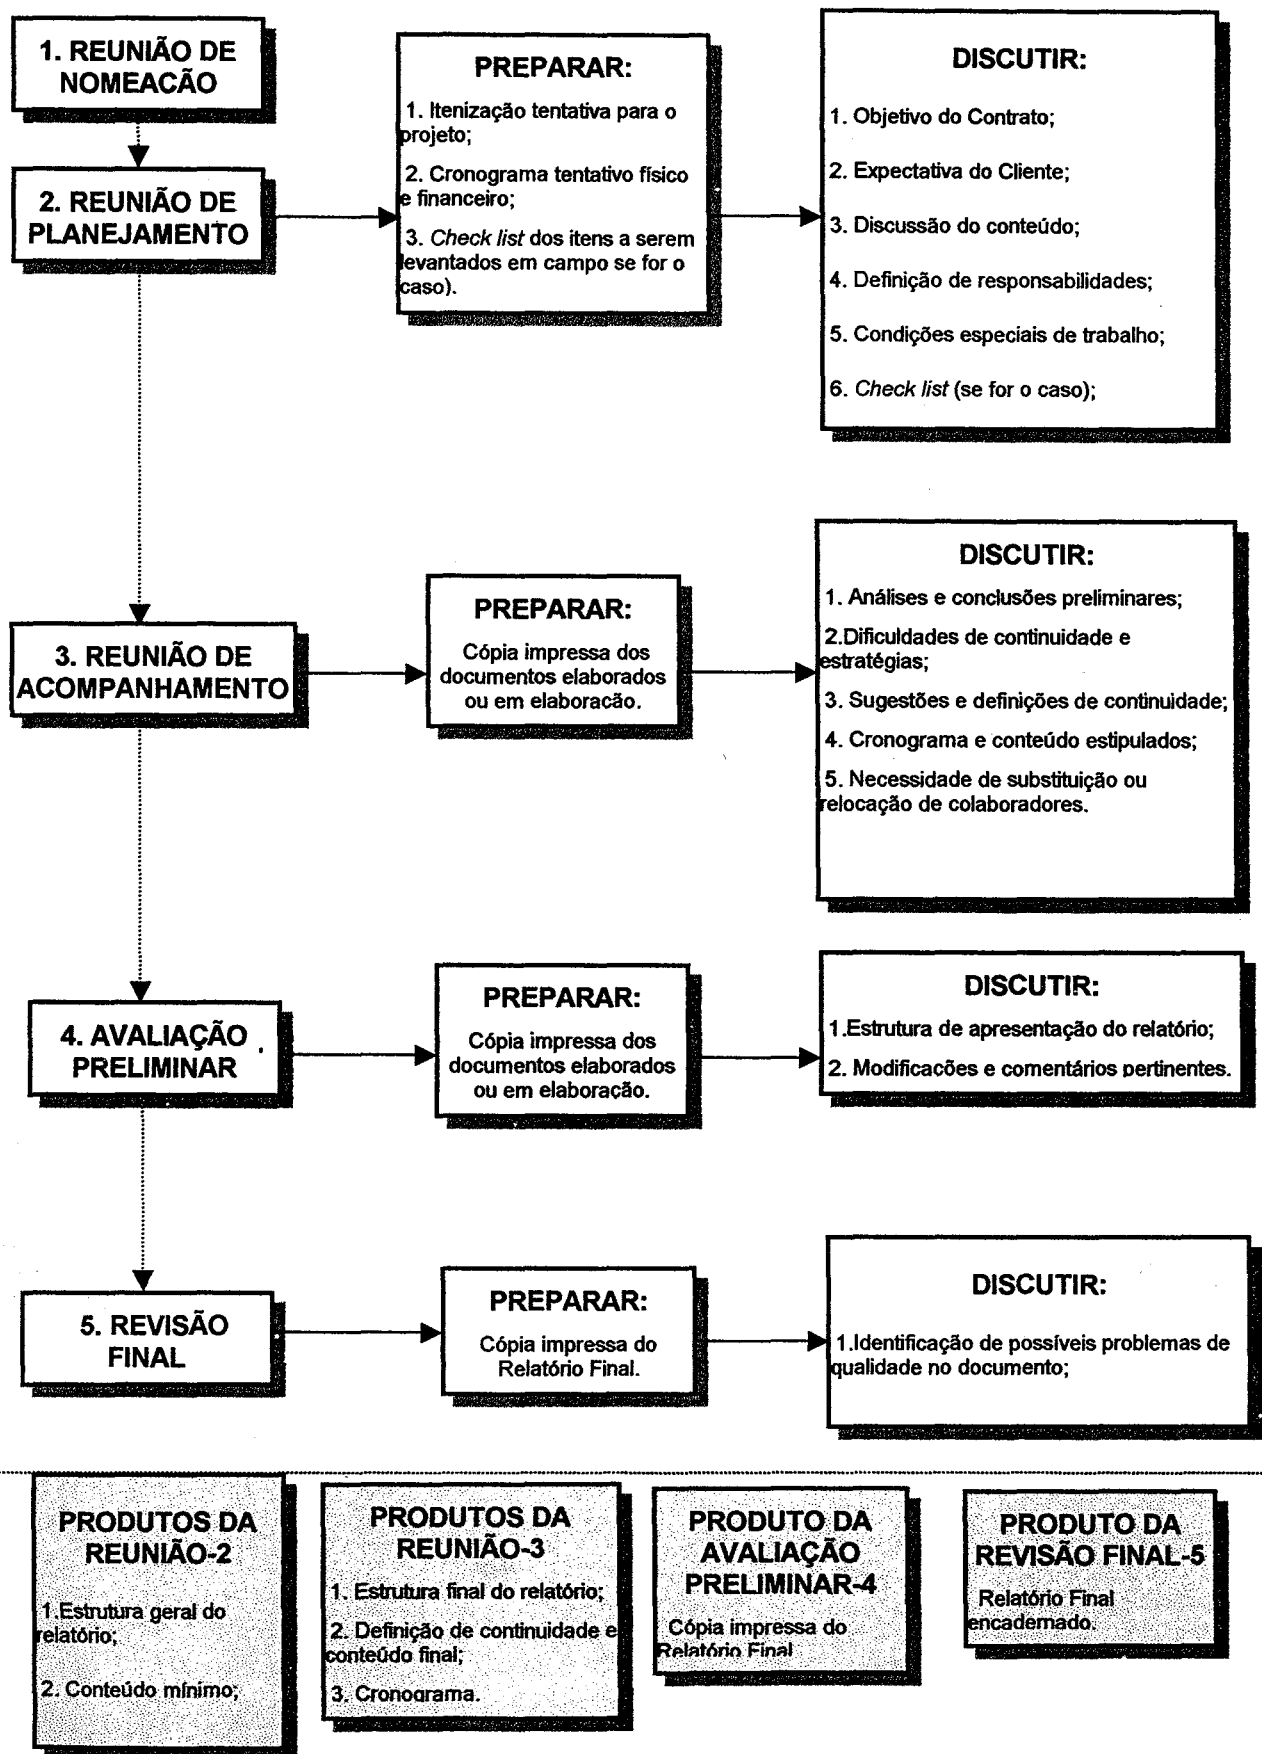 1. REUNIÃO DE
NOMEACÃO
2. REUNIÃO DE
PLANEJAMENTO
PREPARAR:
1. Itenização tentativa para o
projeto;
2. Cronograma tentativo físico
e financeiro;
3. Check list dos itens a serem
levantados em campo se for o
caso).
DISCUTIR:
1. Objetivo do Contrato;
2. Expectativa do Cliente;
3. Discussão do conteúdo;
4. Definição de responsabilidades;
5. Condições especiais de trabalho;
6. Check list (se for o caso);
3. REUNIÃO DE
ACOMPANHAMENTO
PREPARAR:
Cópia impressa dos
documentos elaborados
ou em elaboração.
DISCUTIR:
1. Análises e conclusões preliminares;
2.Dificuldades de continuidade e
estratégias;
3. Sugestões e definições de continuidade;
4. Cronograma e conteúdo estipulados;
5. Necessidade de substituição ou
relocação de colaboradores.
4. AVALIAÇÃO
PRELIMINAR
PREPARAR:
Cópia impressa dos
documentos elaborados
ou em elaboração.
DISCUTIR:
1.Estrutura de apresentação do relatório;
2. Modificacões e comentários pertinentes.
5. REVISÃO
FINAL
PREPARAR:
Cópia impressa do
Relatório Final.
DISCUTIR:
1.Identificação de possíveis problemas de
qualidade no documento;
PRODUTOS DA
REUNIÃO-2
1.Estrutura geral do
relatório;
2. Conteúdo mínimo;
PRODUTOS DA
REUNIÃO-3
1. Estrutura final do relatório;
2. Definição de continuidade e
conteúdo final;
3. Cronograma.
PRODUTO DA
AVALIAÇÃO
PRELIMINAR-4
Cópia impressa do
Relatório Final
PRODUTO DA
REVISÃO FINAL-5
Relatório Final
encadernado.